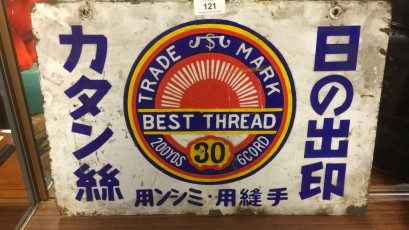 121
日の出印
カタン絲
TRADE MARK
BEST THREAD
200YDS 30 6CORD
用ンシミ・用縫手